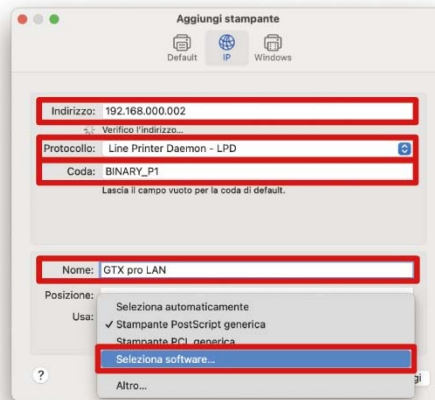 Aggiungi stampante
Default IP Windows
Indirizzo: 192.168.000.002
Verifico l'indirizzo...
Protocollo: Line Printer Daemon - LPD
Coda: BINARY_P1
Lascia il campo vuoto per la coda di default.
Nome: GTX pro LAN
Posizione:
Usa:
Seleziona automaticamente
✓ Stampante PostScript generica
Stampante PCL generica
Seleziona software...
Altro...
? gi